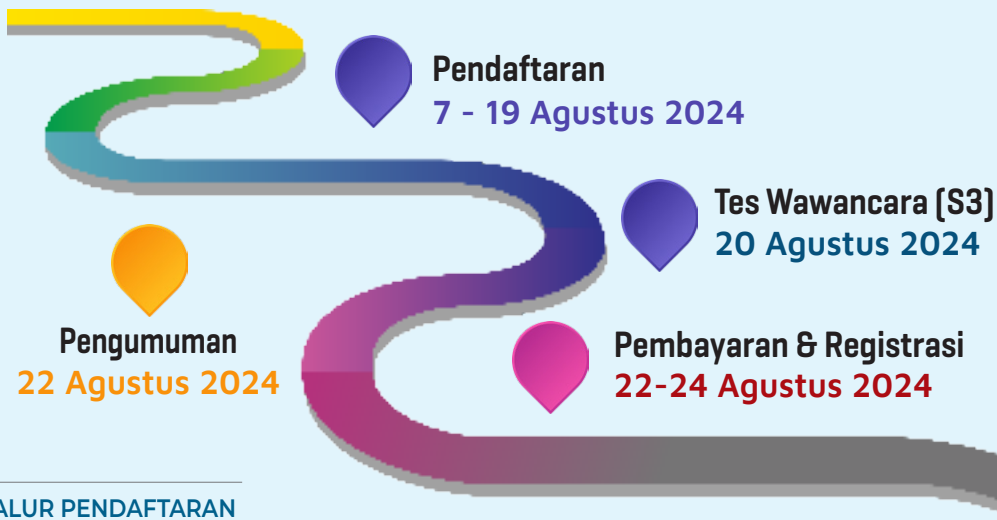 Pendaftaran
7 - 19 Agustus 2024
Tes Wawancara (S3)
20 Agustus 2024
Pengumuman
22 Agustus 2024
Pembayaran & Registrasi
22-24 Agustus 2024
ALUR PENDAFTARAN